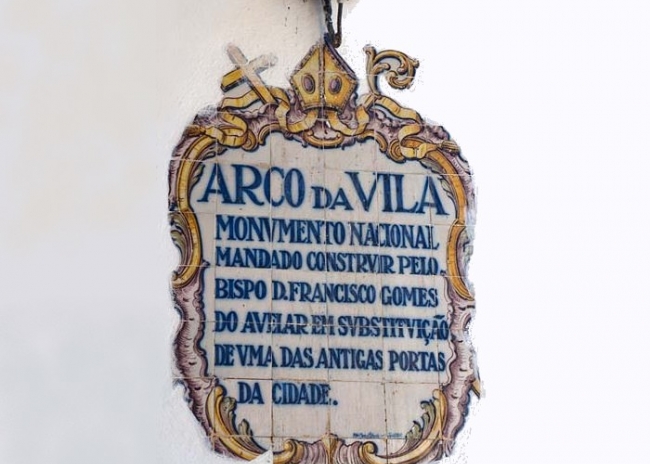 ARCO DA VILA
MONVMENTO NACIONAL
MANDADO CONSTRVIR PELO
BISPO D. FRANCISCO GOMES
DO AVELAR EM SVBSTITVIÇÃO
DE VMA DAS ANTIGAS PORTAS
DA CIDADE.